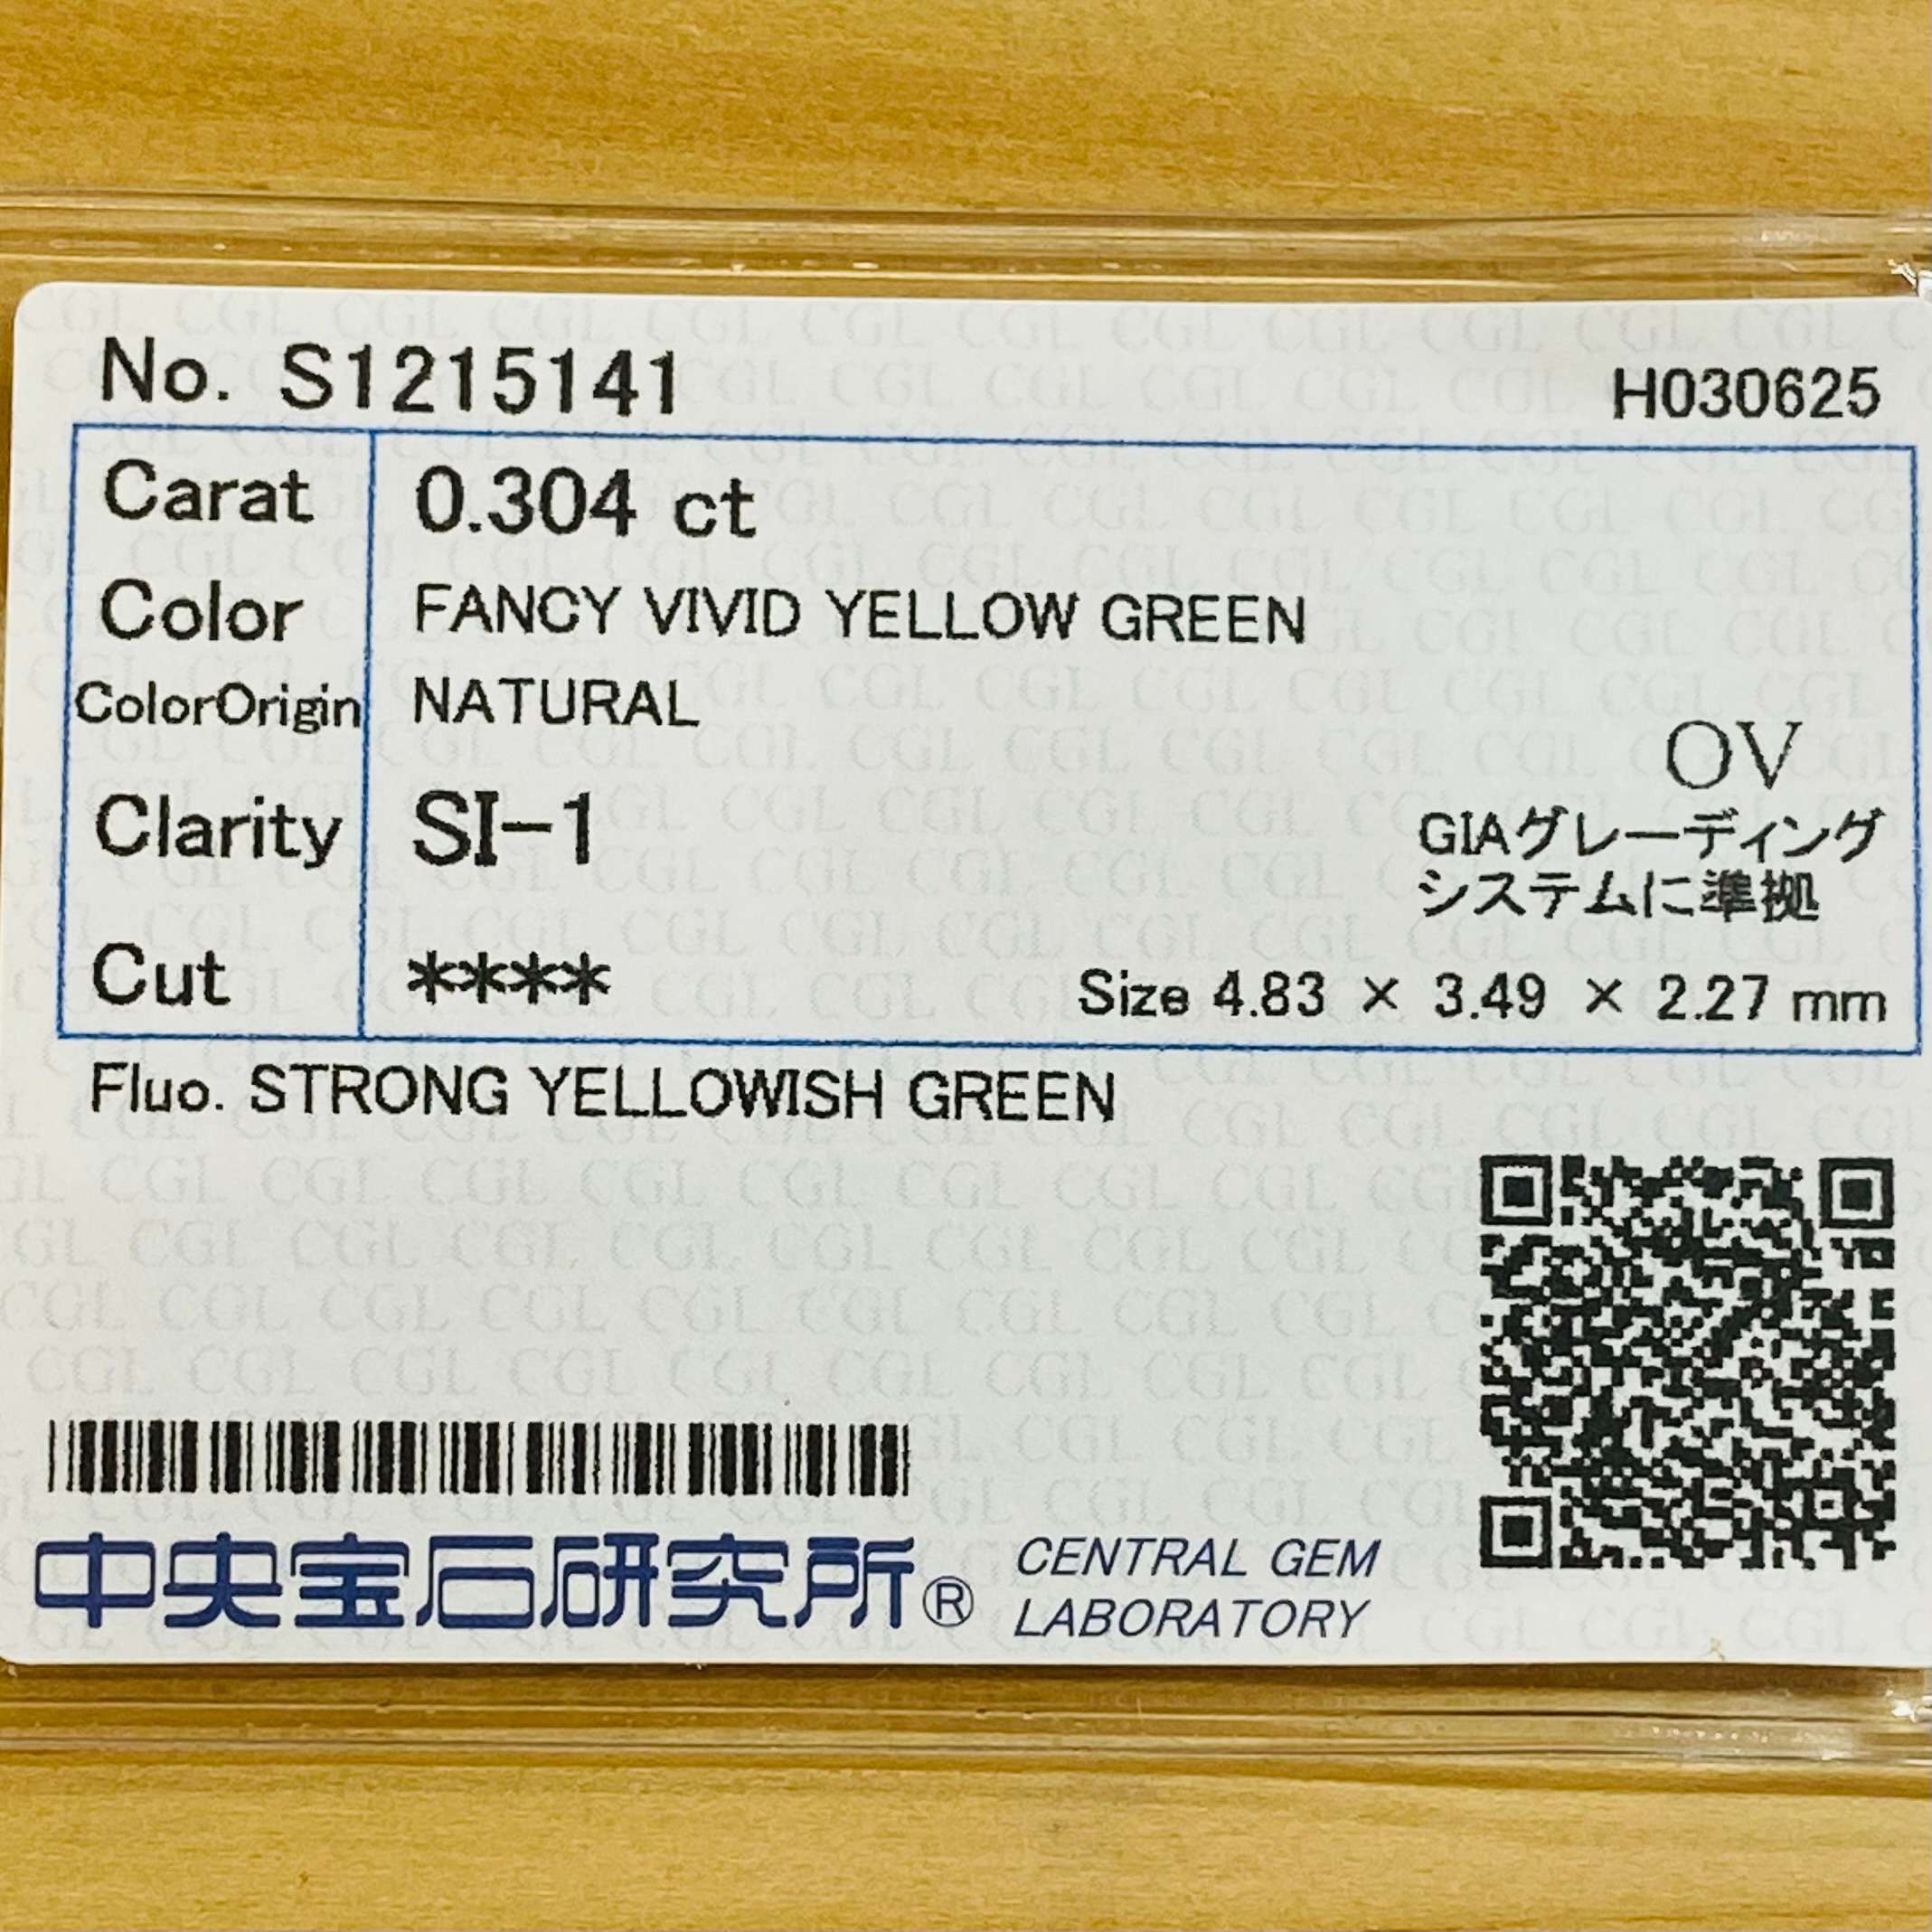 No. S1215141 H030625
Carat 0.304 ct
Color FANCY VIVID YELLOW GREEN
ColorOrigin NATURAL
OV
Clarity SI-1 GIAグレーディング
システムに準拠
Cut **** Size 4.83 × 3.49 × 2.27 mm
Fluo. STRONG YELLOWISH GREEN
中央宝石研究所® CENTRAL GEM
LABORATORY